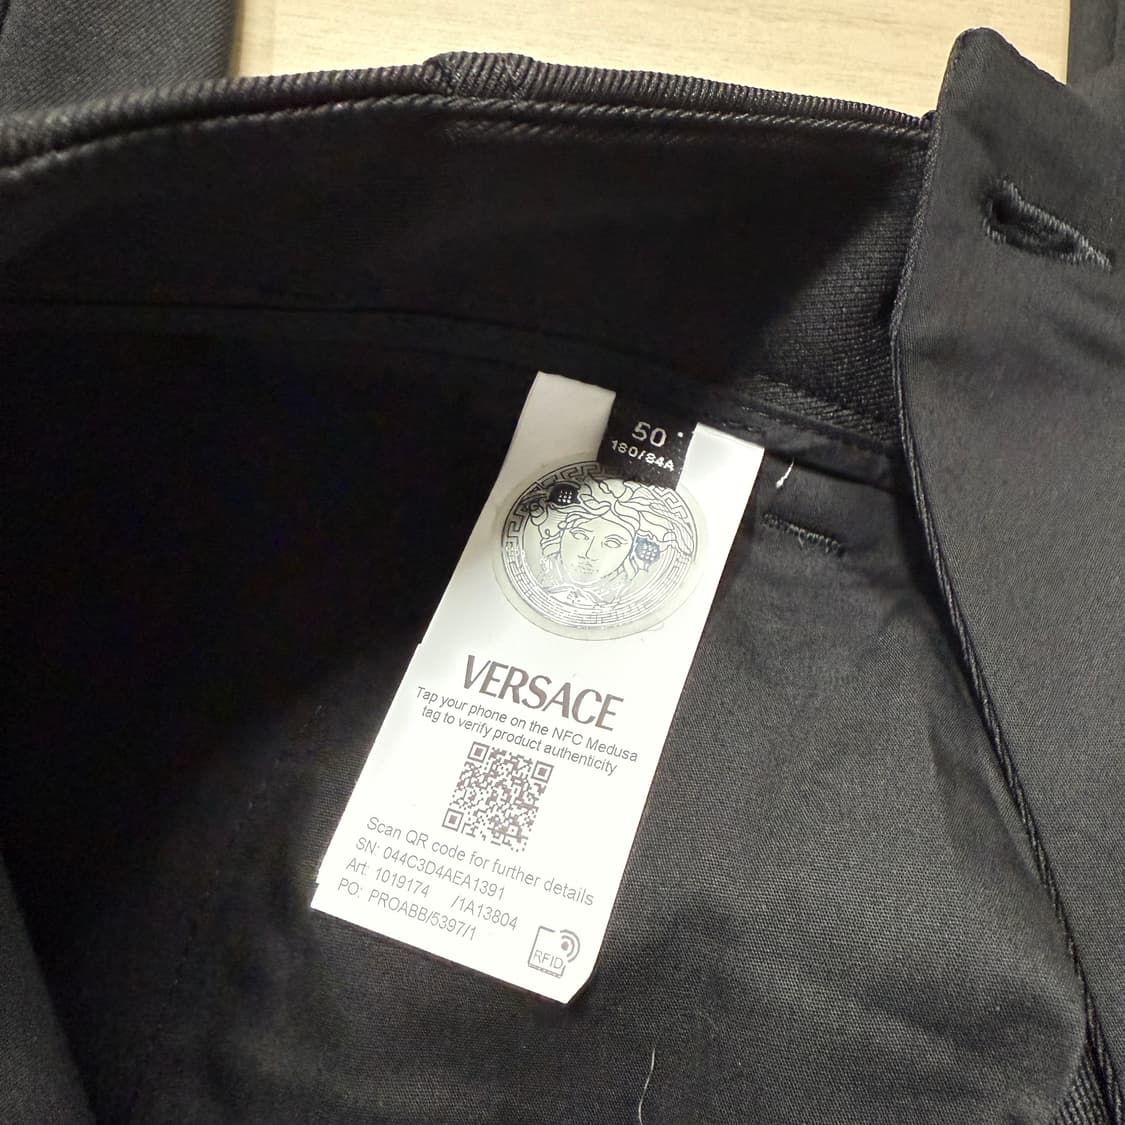 50
180/84A
VERSACE
Tap your phone on the NFC Medusa
tag to verify product authenticity
Scan QR code for further details
SN: 044C3D4AEA1391
Art: 1019174 /1A13804
PO: PROABB/5397/1
RFID